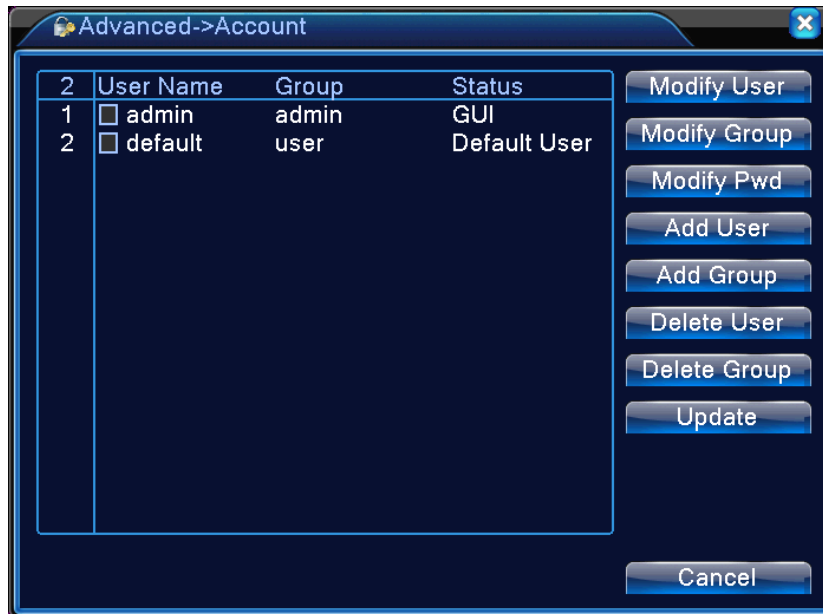 Advanced->Account
2 User Name Group Status
1 admin admin GUI
2 default user Default User
Modify User
Modify Group
Modify Pwd
Add User
Add Group
Delete User
Delete Group
Update
Cancel